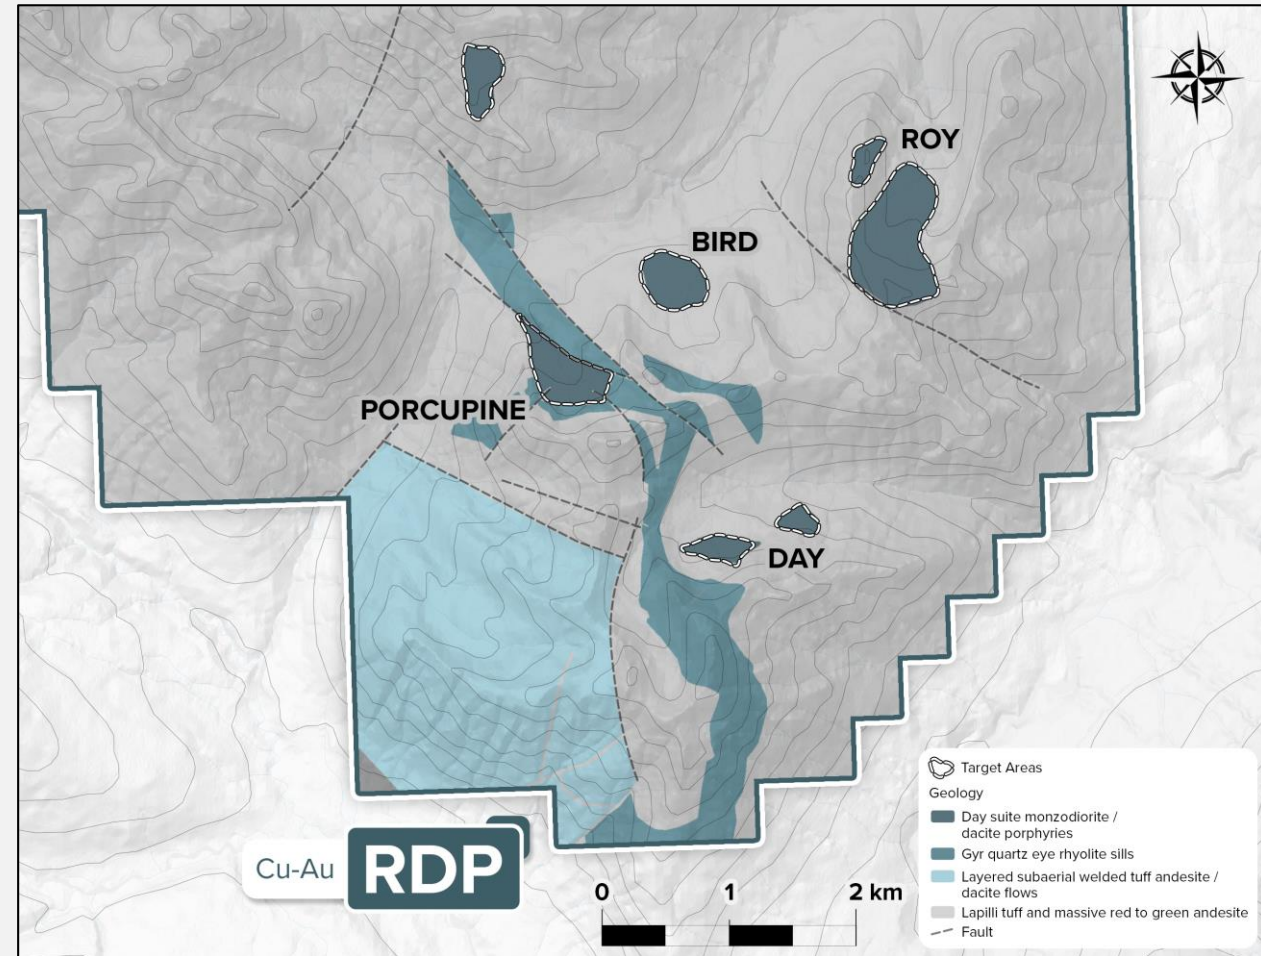 ROY
BIRD
PORCUPINE
DAY
Cu-Au RDP
0 1 2 km
Target Areas
Geology
Day suite monzodiorite /
dacite porphyries
Gyr quartz eye rhyolite sills
Layered subaerial welded tuff andesite /
dacite flows
Lapilli tuff and massive red to green andesite
Fault